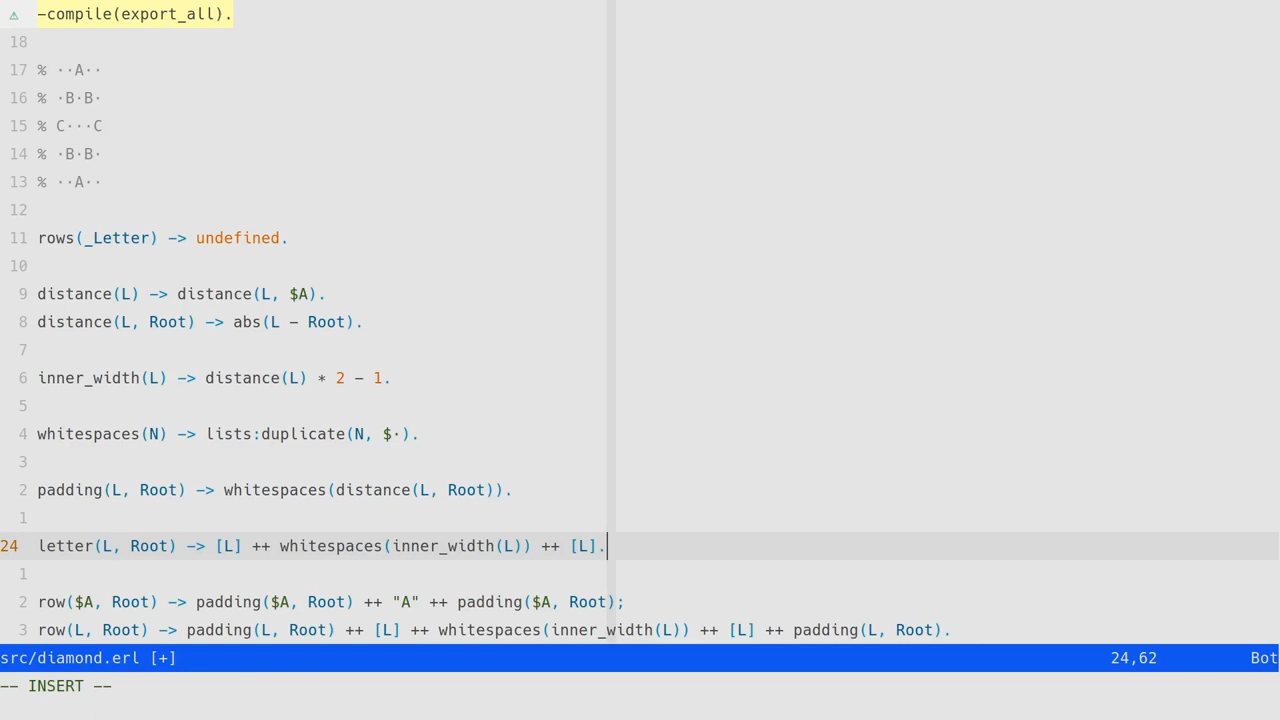 ⚠ -compile(export_all).
18
17 % ··A··
16 % ·B·B·
15 % C···C
14 % ·B·B·
13 % ··A··
12
11 rows(_Letter) -> undefined.
10
9 distance(L) -> distance(L, $A).
8 distance(L, Root) -> abs(L - Root).
7
6 inner_width(L) -> distance(L) * 2 - 1.
5
4 whitespaces(N) -> lists:duplicate(N, $·).
3
2 padding(L, Root) -> whitespaces(distance(L, Root)).
1
24 letter(L, Root) -> [L] ++ whitespaces(inner_width(L)) ++ [L].
1
2 row($A, Root) -> padding($A, Root) ++ "A" ++ padding($A, Root);
3 row(L, Root) -> padding(L, Root) ++ [L] ++ whitespaces(inner_width(L)) ++ [L] ++ padding(L, Root).
src/diamond.erl [+] 24,62 Bot
-- INSERT --